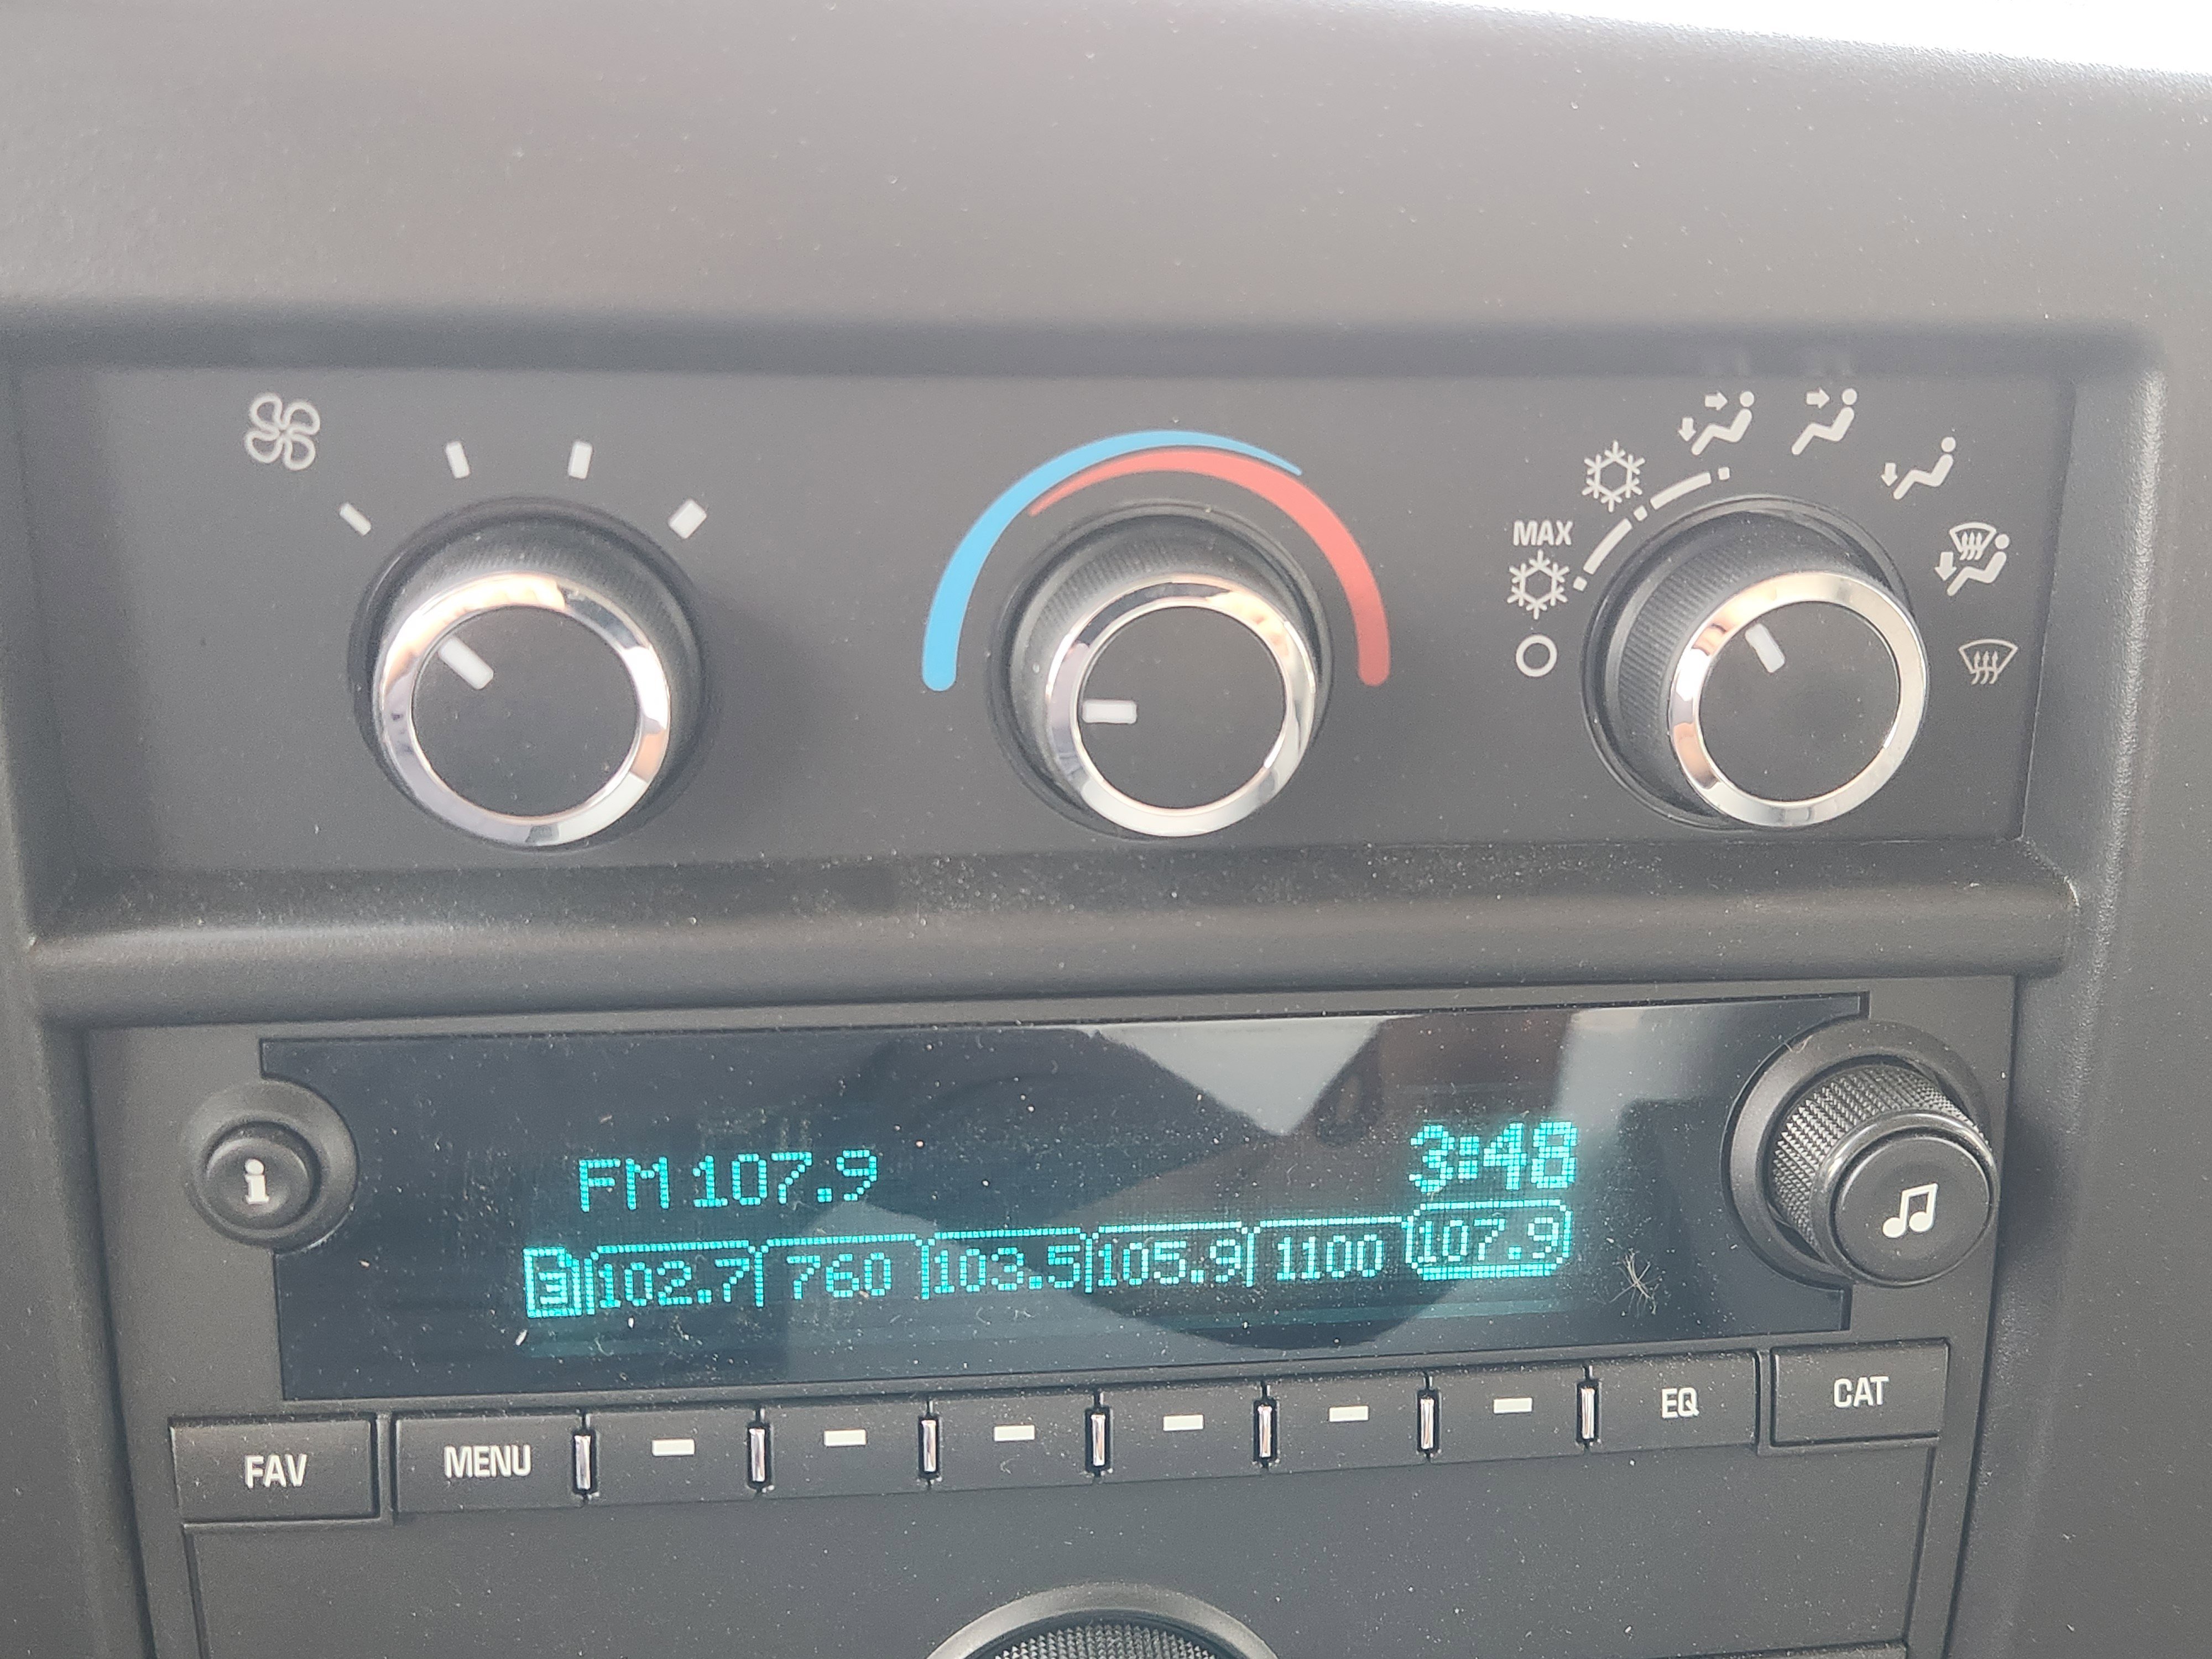 MAX
FM 107.9
3:48
3 102.7 760 103.5 105.9 1100 107.9
i
FAV MENU EQ CAT